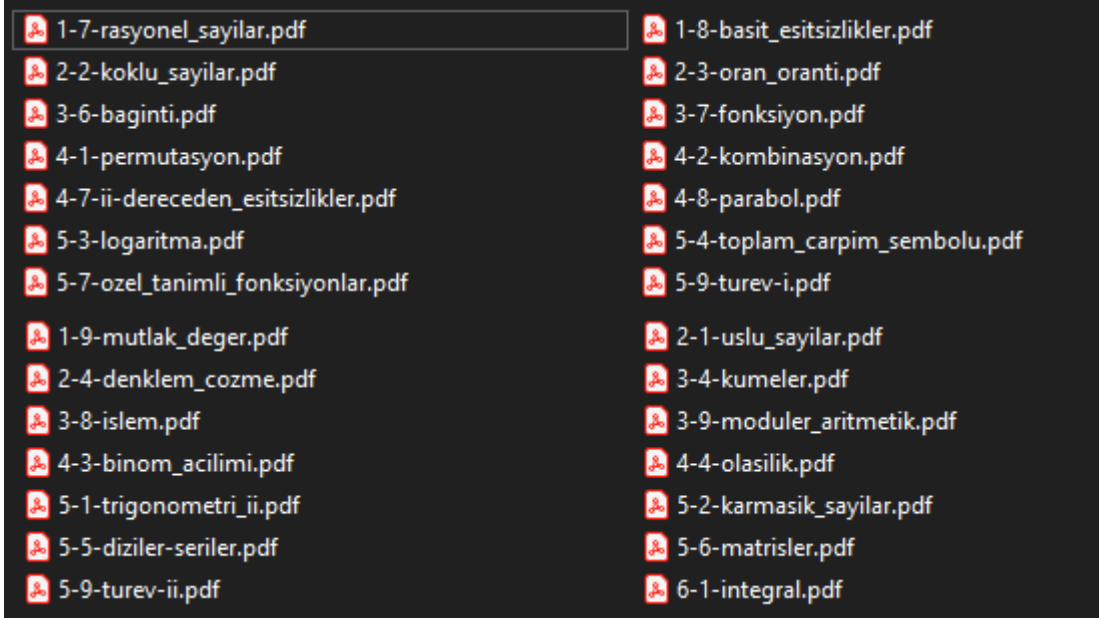 1-7-rasyonel_sayilar.pdf
1-8-basit_esitsizlikler.pdf
2-2-koklu_sayilar.pdf
2-3-oran_oranti.pdf
3-6-baginti.pdf
3-7-fonksiyon.pdf
4-1-permutasyon.pdf
4-2-kombinasyon.pdf
4-7-ii-dereceden_esitsizlikler.pdf
4-8-parabol.pdf
5-3-logaritma.pdf
5-4-toplam_carpim_sembolu.pdf
5-7-ozel_tanimli_fonksiyonlar.pdf
5-9-turev-i.pdf
1-9-mutlak_deger.pdf
2-1-uslu_sayilar.pdf
2-4-denklem_cozme.pdf
3-4-kumeler.pdf
3-8-islem.pdf
3-9-moduler_aritmetik.pdf
4-3-binom_acilimi.pdf
4-4-olasilik.pdf
5-1-trigonometri_ii.pdf
5-2-karmasik_sayilar.pdf
5-5-diziler-seriler.pdf
5-6-matrisler.pdf
5-9-turev-ii.pdf
6-1-integral.pdf